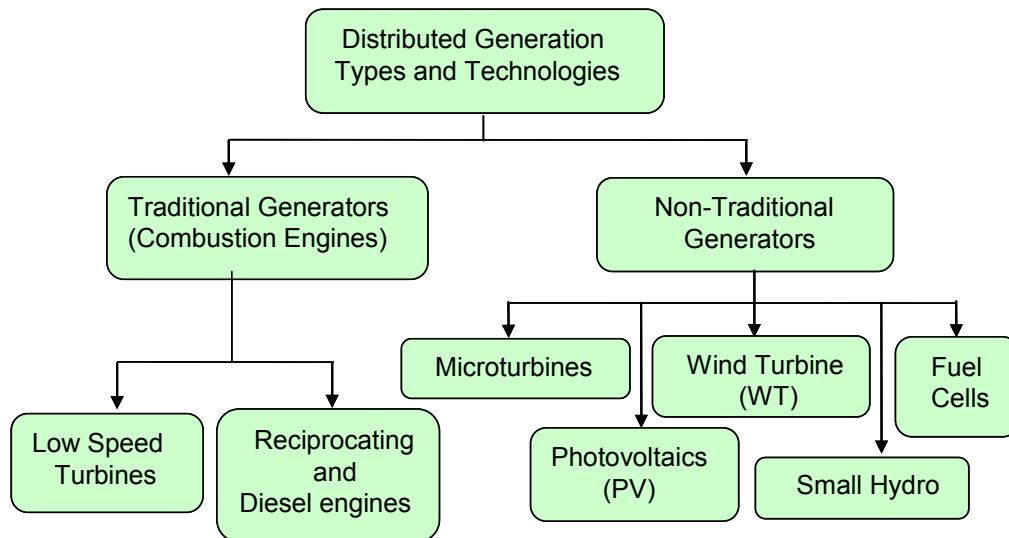 Distributed Generation
Types and Technologies
Traditional Generators
(Combustion Engines)
Non-Traditional
Generators
Microturbines
Wind Turbine
(WT)
Fuel
Cells
Low Speed
Turbines
Reciprocating
and
Diesel engines
Photovoltaics
(PV)
Small Hydro